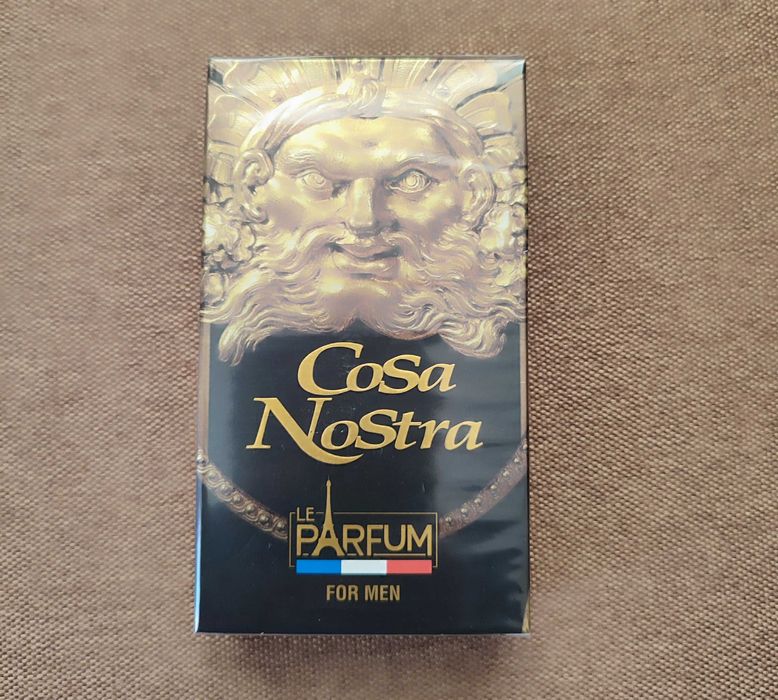 CoSa
NoStra
LE
PARFUM
FOR MEN